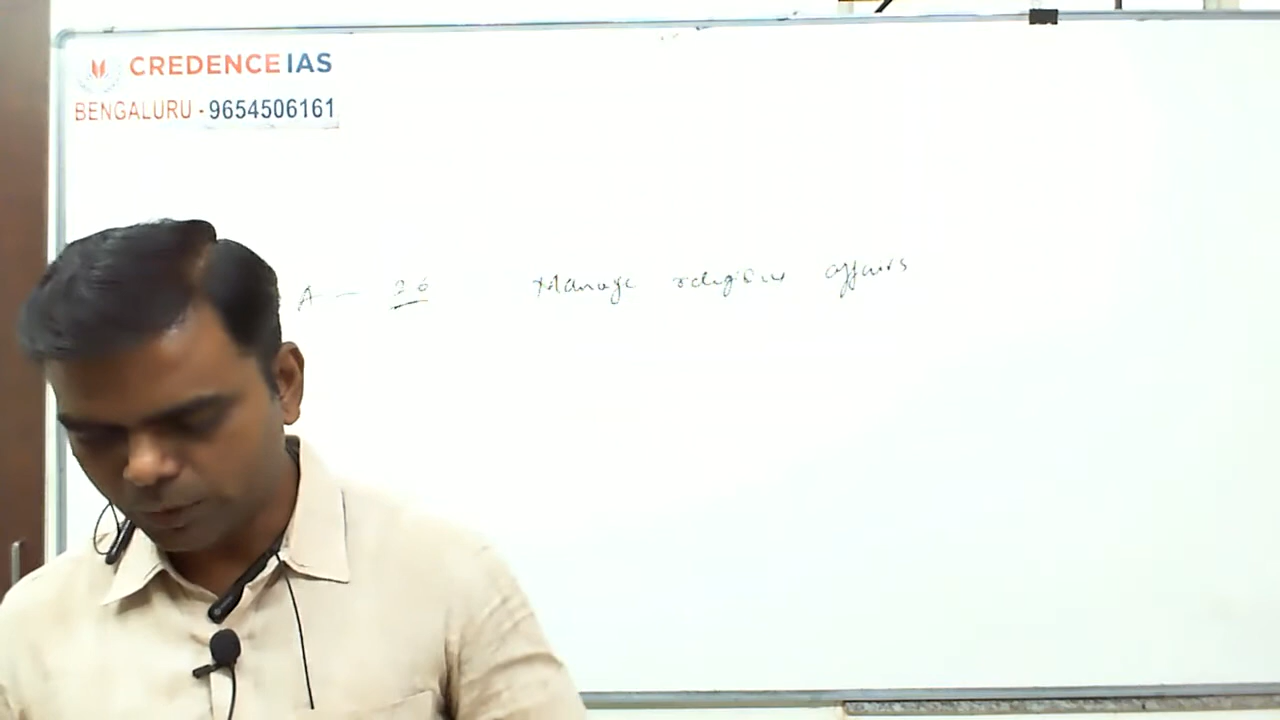 CREDENCE IAS
BENGALURU - 9654506161
A - 26 Manage religious affairs